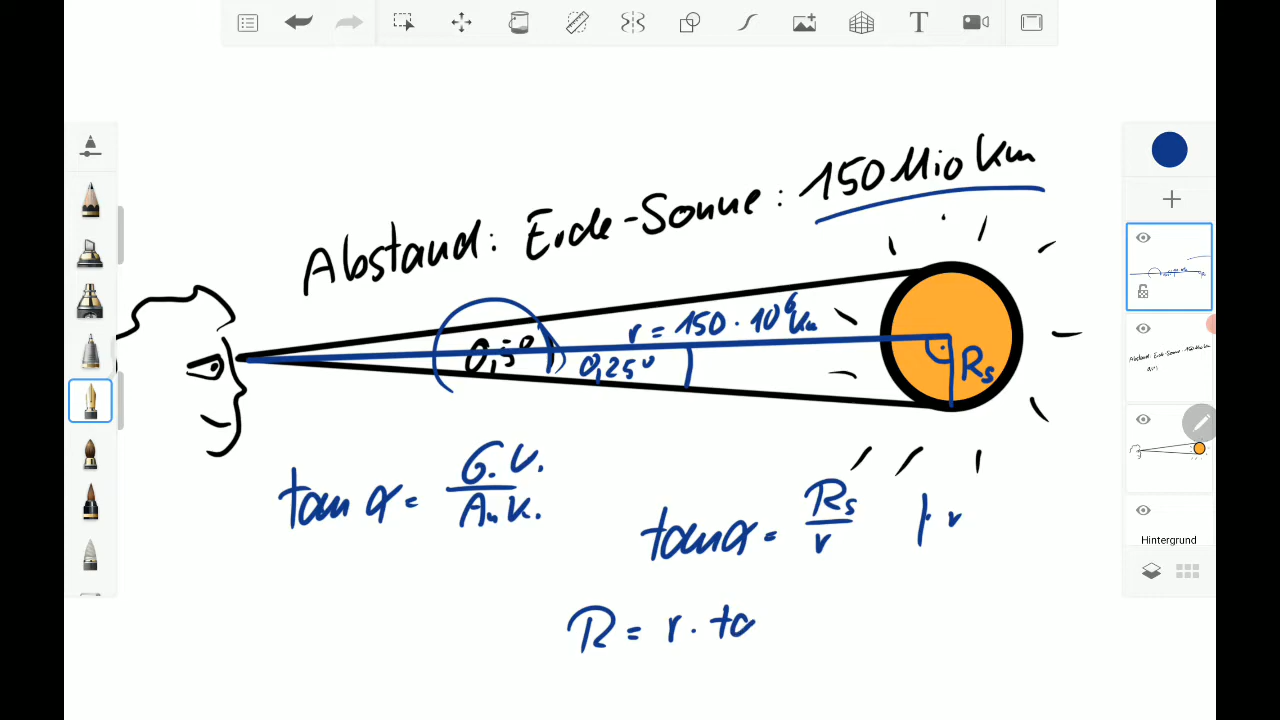 T
Abstand: Erde-Sonne: 150 Mio Km
r = 150 · 10⁶ Km
0,5°
0,25°
Rs
tan α = G.K. / An K.
tan α = Rs / r | · r
R = r · ta
Hintergrund